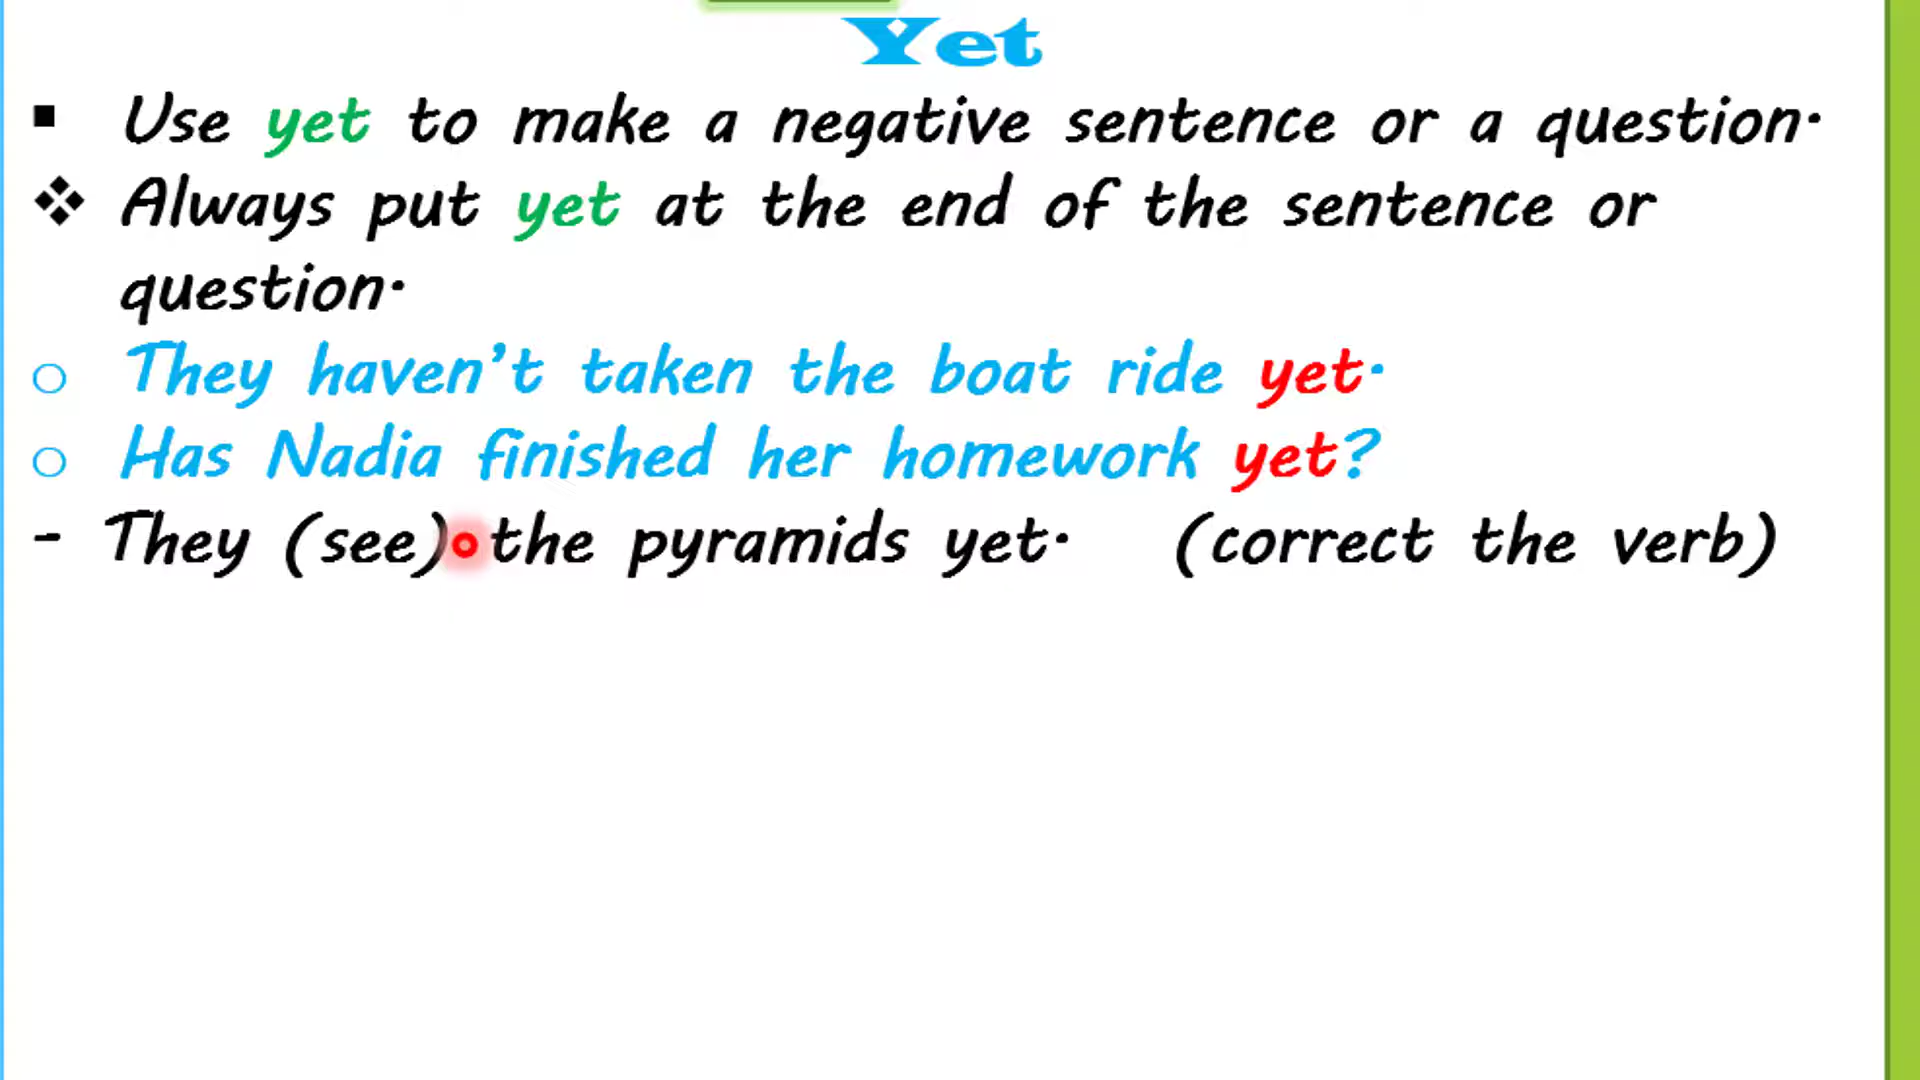 Yet
▪ Use yet to make a negative sentence or a question.
❖ Always put yet at the end of the sentence or
question.
o They haven’t taken the boat ride yet.
o Has Nadia finished her homework yet?
- They (see) the pyramids yet. (correct the verb)